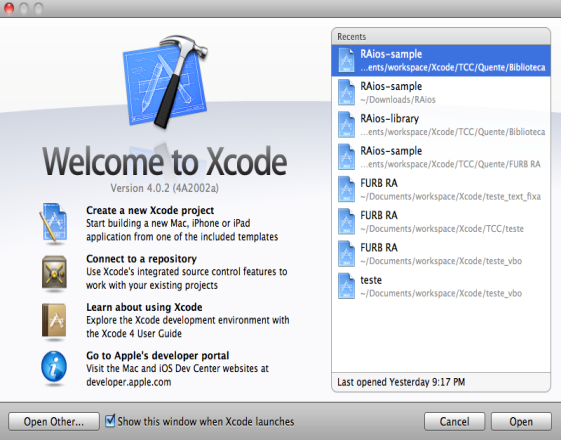 Welcome to Xcode
Version 4.0.2 (4A2002a)
Create a new Xcode project
Start building a new Mac, iPhone or iPad
application from one of the included templates
Connect to a repository
Use Xcode's integrated source control features to
work with your existing projects
Learn about using Xcode
Explore the Xcode development environment with
the Xcode 4 User Guide
Go to Apple's developer portal
Visit the Mac and iOS Dev Center websites at
developer.apple.com
Recents
RAios-sample
...ents/workspace/Xcode/TCC/Quente/Biblioteca
RAios-sample
~/Downloads/RAios
RAios-library
...ents/workspace/Xcode/TCC/Quente/Biblioteca
RAios-sample
...ents/workspace/Xcode/TCC/Quente/FURB RA
FURB RA
~/Documents/workspace/Xcode/teste_text_fixa
FURB RA
~/Documents/workspace/Xcode/TCC/teste
FURB RA
~/Documents/workspace/Xcode/teste_vbo
teste
~/Documents/workspace/Xcode/teste_vbo
Last opened Yesterday 9:17 PM
Open Other...
Show this window when Xcode launches
Cancel
Open